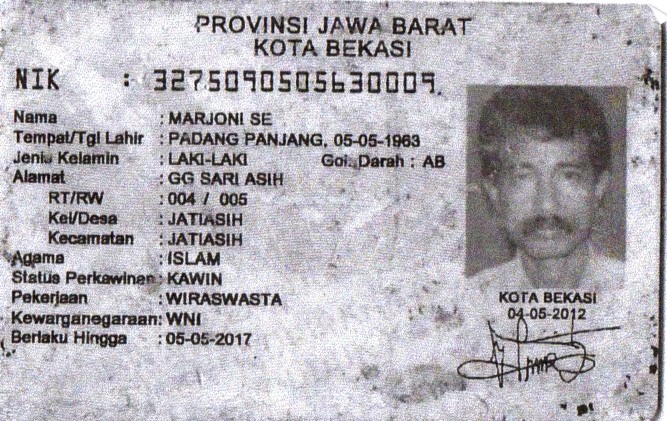 PROVINSI JAWA BARAT
KOTA BEKASI
NIK : 3275090505630009
Nama : MARJONI SE
Tempat/Tgl Lahir : PADANG PANJANG, 05-05-1963
Jenis Kelamin : LAKI-LAKI Gol. Darah : AB
Alamat : GG SARI ASIH
RT/RW : 004 / 005
Kel/Desa : JATIASIH
Kecamatan : JATIASIH
Agama : ISLAM
Status Perkawinan : KAWIN
Pekerjaan : WIRASWASTA
Kewarganegaraan: WNI
Berlaku Hingga : 05-05-2017
KOTA BEKASI
04-05-2012